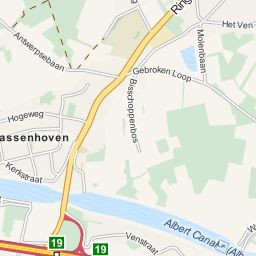 Ring
Het Ven
Antwerpsebaan
Molenbaan
Gebroken Loop
Bisschoppenbos
Hogeweg
assenhoven
Kerkstraat
Albert Canal
19
19
Venstraat